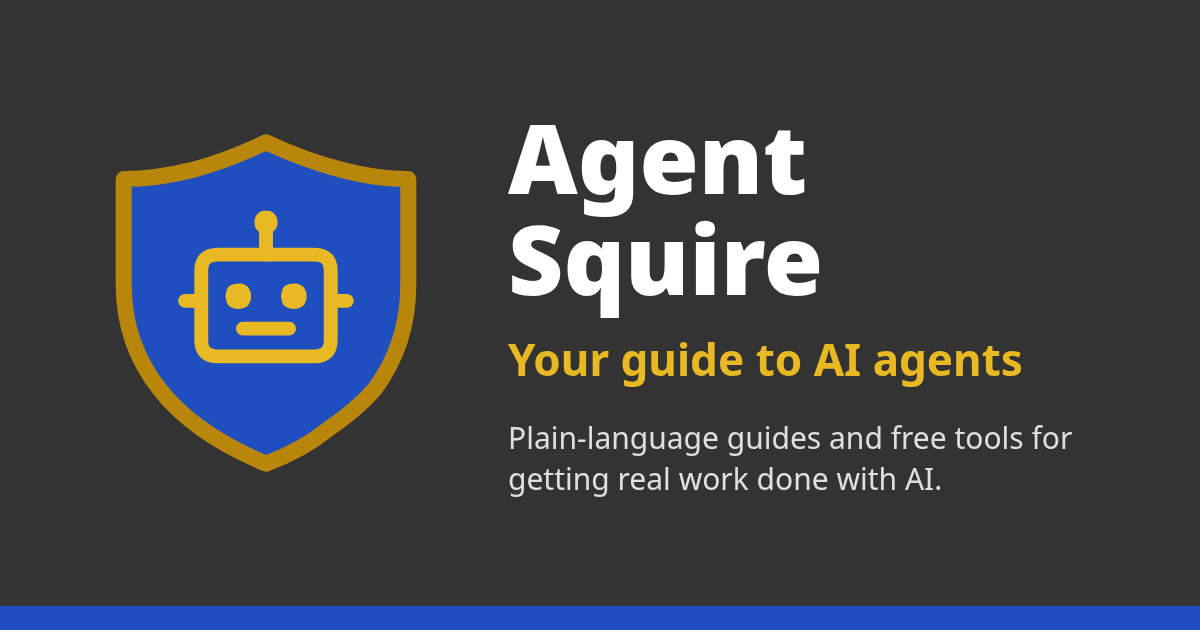 Agent
Squire
Your guide to AI agents
Plain-language guides and free tools for
getting real work done with AI.